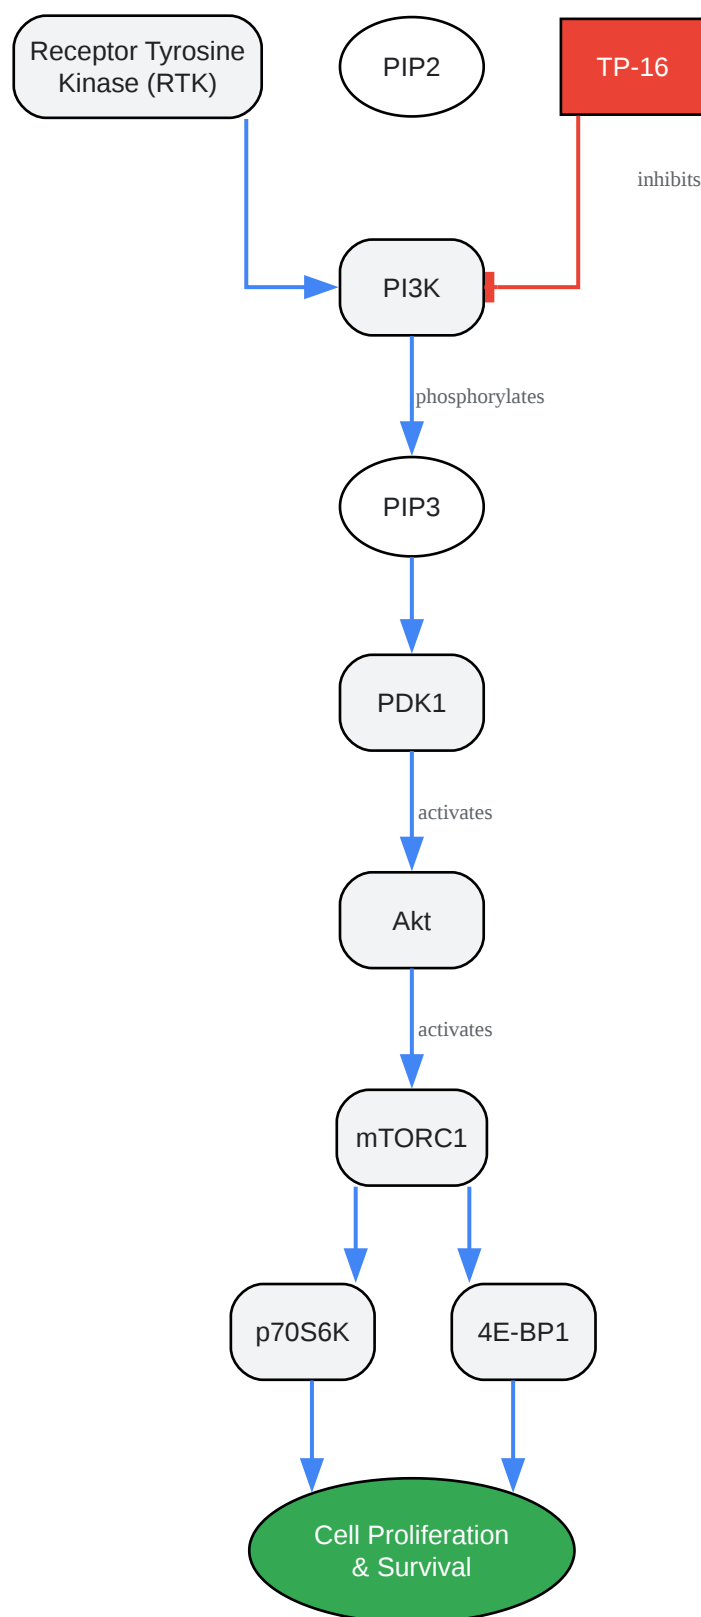 Receptor Tyrosine
Kinase (RTK)
PIP2
TP-16
inhibits
PI3K
phosphorylates
PIP3
PDK1
activates
Akt
activates
mTORC1
p70S6K
4E-BP1
Cell Proliferation
& Survival